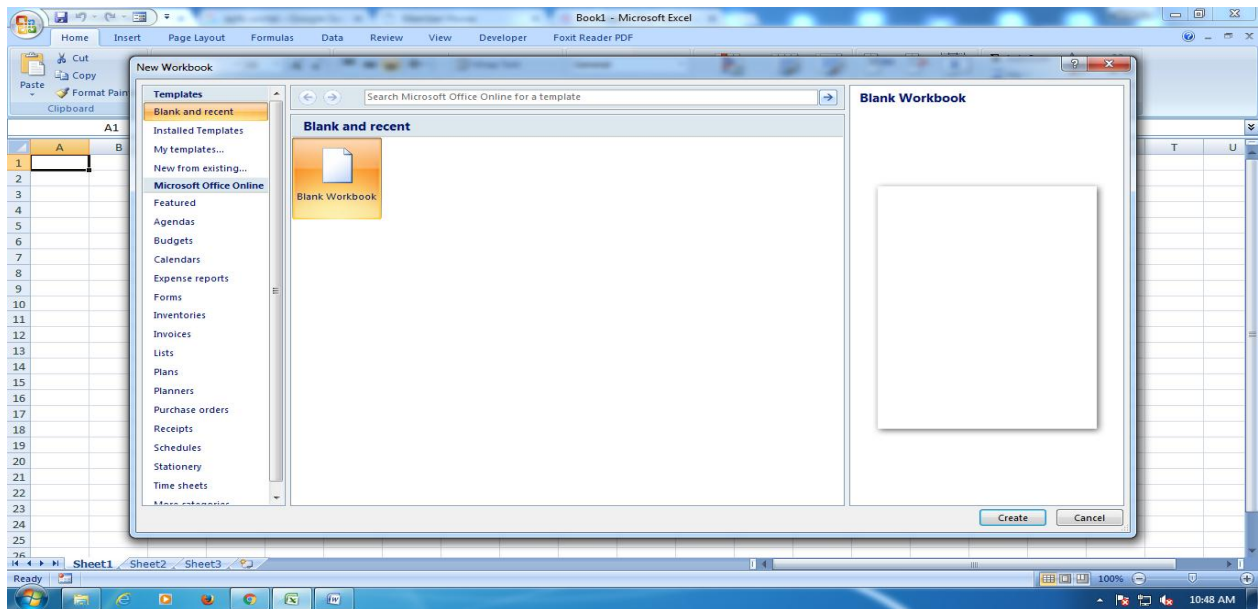 Book1 - Microsoft Excel
Home Insert Page Layout Formulas Data Review View Developer Foxit Reader PDF
Cut
Copy
Paste
Format Pain
Clipboard
A1
A B T U
1
2
3
4
5
6
7
8
9
10
11
12
13
14
15
16
17
18
19
20
21
22
23
24
25
26
New Workbook
Templates
Blank and recent
Installed Templates
My templates...
New from existing...
Microsoft Office Online
Featured
Agendas
Budgets
Calendars
Expense reports
Forms
Inventories
Invoices
Lists
Plans
Planners
Purchase orders
Receipts
Schedules
Stationery
Time sheets
More categories
Search Microsoft Office Online for a template
Blank and recent
Blank Workbook
Blank Workbook
Create Cancel
Sheet1 Sheet2 Sheet3
Ready 100%
10:48 AM